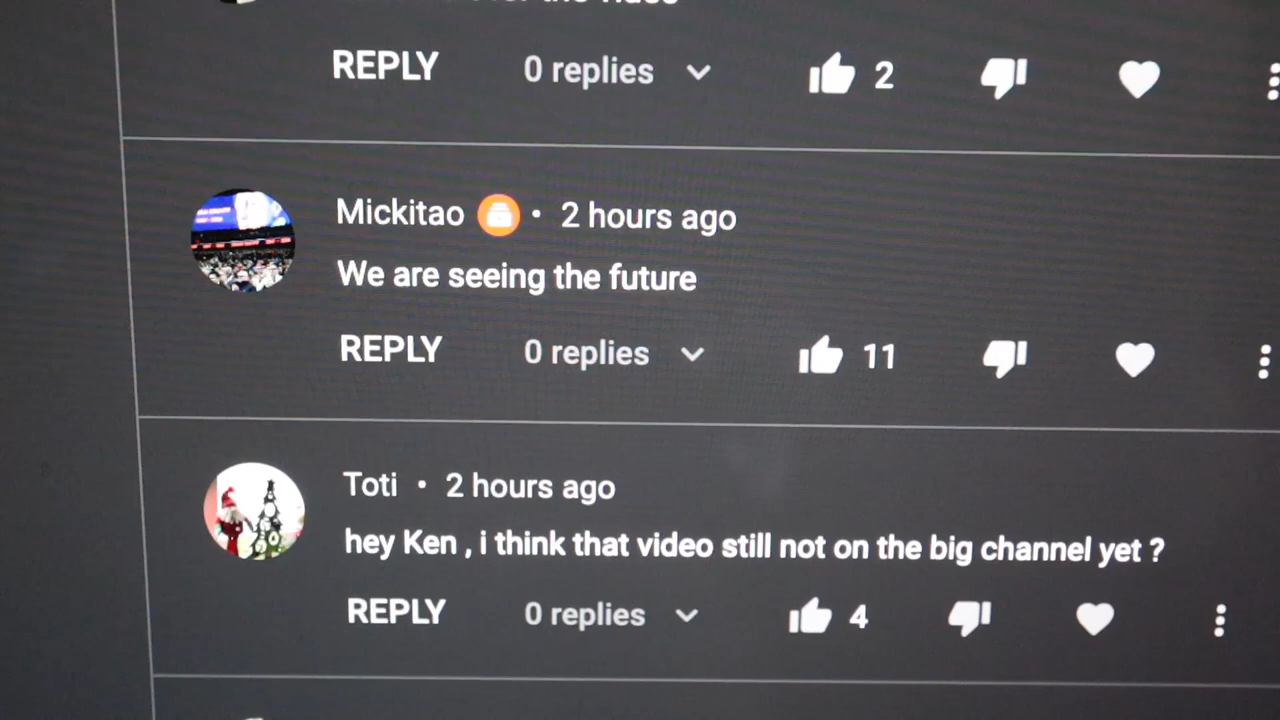 REPLY 0 replies 2
Mickitao • 2 hours ago
We are seeing the future
REPLY 0 replies 11
Toti • 2 hours ago
hey Ken , i think that video still not on the big channel yet ?
REPLY 0 replies 4